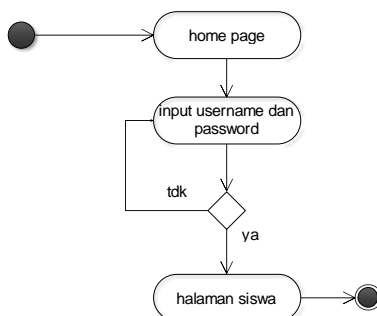 home page
input username dan
password
tdk
ya
halaman siswa